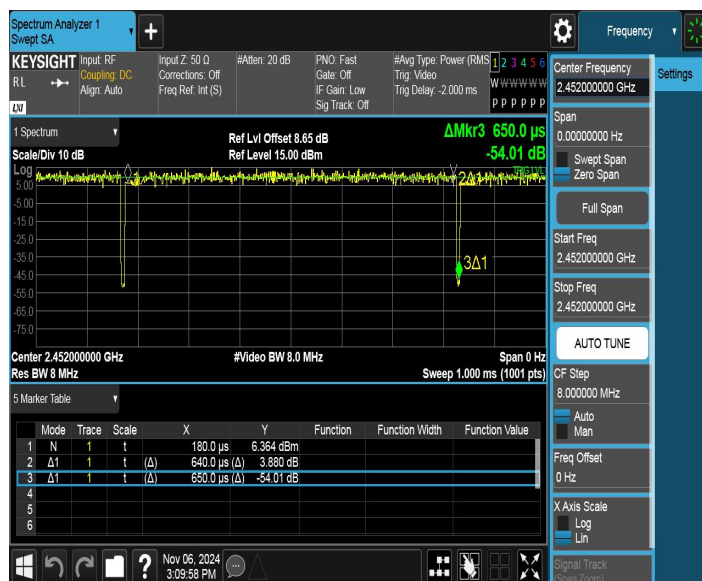 Spectrum Analyzer 1
Swept SA
+
Frequency
KEYSIGHT
RL
LXI
Input: RF
Coupling: DC
Align: Auto
Input Z: 50 Ω
Corrections: Off
Freq Ref: Int (S)
#Atten: 20 dB
PNO: Fast
Gate: Off
IF Gain: Low
Sig Track: Off
#Avg Type: Power (RMS
Trig: Video
Trig Delay: -2.000 ms
1 2 3 4 5 6
W W W W W W
P P P P P P
Center Frequency
2.452000000 GHz
Settings
Span
0.00000000 Hz
Swept Span
Zero Span
Full Span
Start Freq
2.452000000 GHz
Stop Freq
2.452000000 GHz
AUTO TUNE
CF Step
8.000000 MHz
Auto
Man
Freq Offset
0 Hz
X Axis Scale
Log
Lin
Signal Track
(Span Zoom)
1 Spectrum
Scale/Div 10 dB
Ref Lvl Offset 8.65 dB
Ref Level 15.00 dBm
ΔMkr3 650.0 µs
-54.01 dB
Log
5.00
-5.00
-15.0
-25.0
-35.0
-45.0
-55.0
-65.0
-75.0
2Δ1
TRIG LVL
3Δ1
Center 2.452000000 GHz
Res BW 8 MHz
#Video BW 8.0 MHz
Span 0 Hz
Sweep 1.000 ms (1001 pts)
5 Marker Table
Mode Trace Scale X Y Function Function Width Function Value
1 N 1 t 180.0 µs 6.364 dBm
2 Δ1 1 t (Δ) 640.0 µs (Δ) 3.880 dB
3 Δ1 1 t (Δ) 650.0 µs (Δ) -54.01 dB
4
5
6
?
Nov 06, 2024
3:09:58 PM